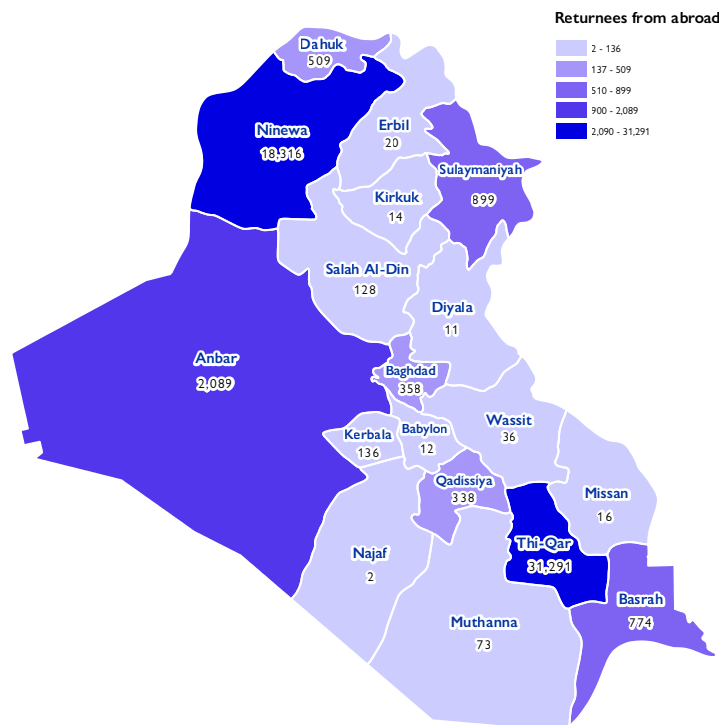 Returnees from abroad
2 - 136
137 - 509
510 - 899
900 - 2,089
2,090 - 31,291
Dahuk
509
Ninewa
18,316
Erbil
20
Sulaymaniyah
899
Kirkuk
14
Salah Al-Din
128
Diyala
11
Anbar
2,089
Baghdad
358
Wassit
36
Kerbala
136
Babylon
12
Qadissiya
338
Missan
16
Najaf
2
Thi-Qar
31,291
Basrah
774
Muthanna
73